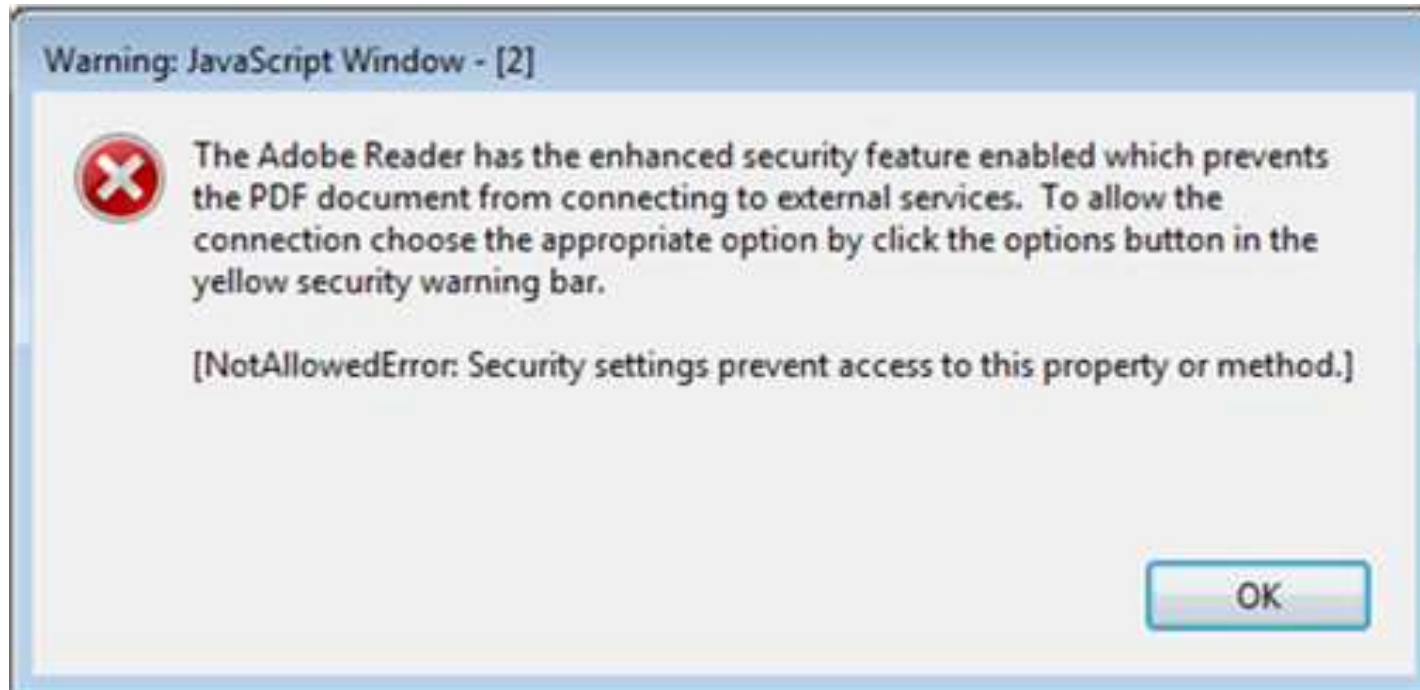 Warning: JavaScript Window - [2]
The Adobe Reader has the enhanced security feature enabled which prevents
the PDF document from connecting to external services.  To allow the
connection choose the appropriate option by click the options button in the
yellow security warning bar.
[NotAllowedError: Security settings prevent access to this property or method.]
OK